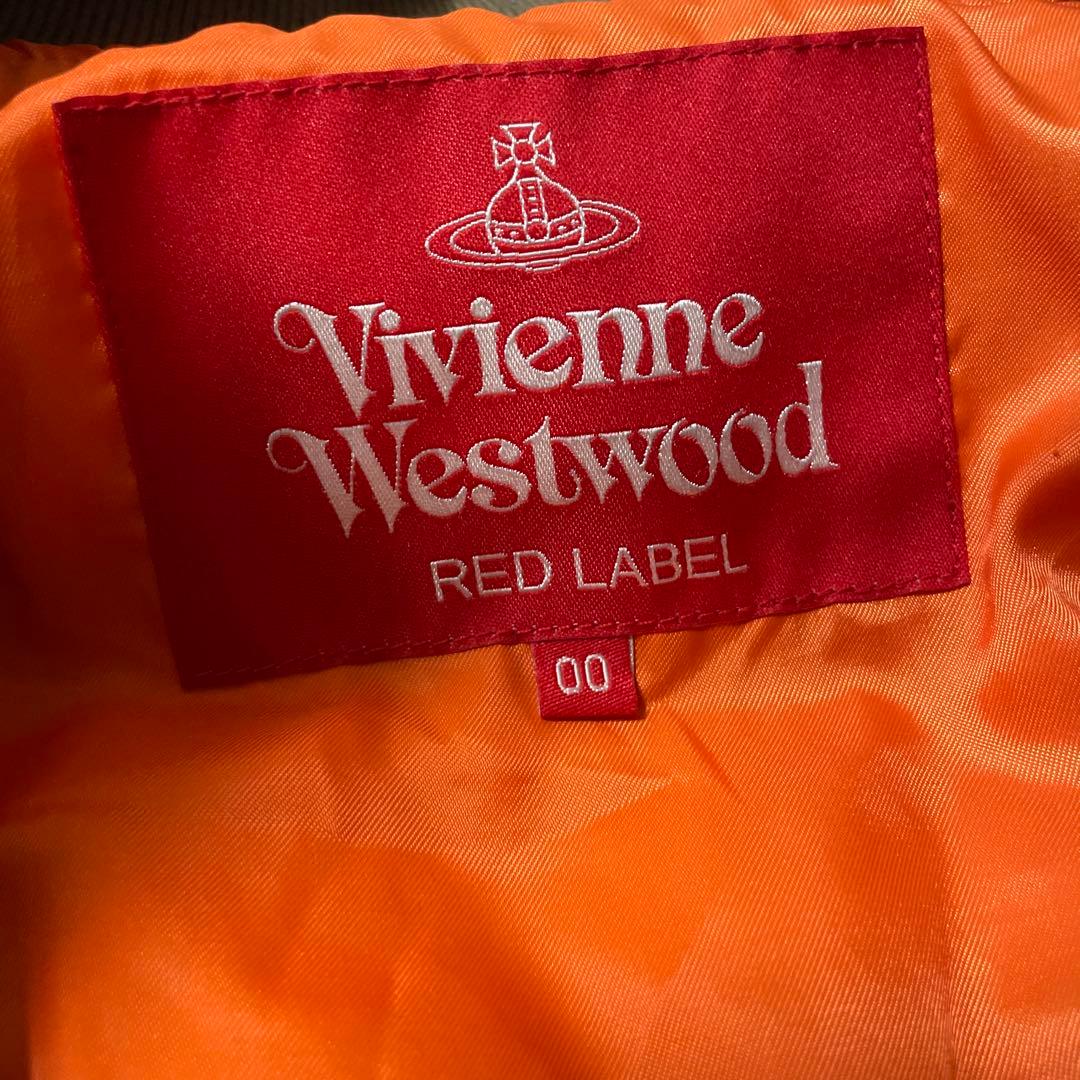 Vivienne
Westwood
RED LABEL
00